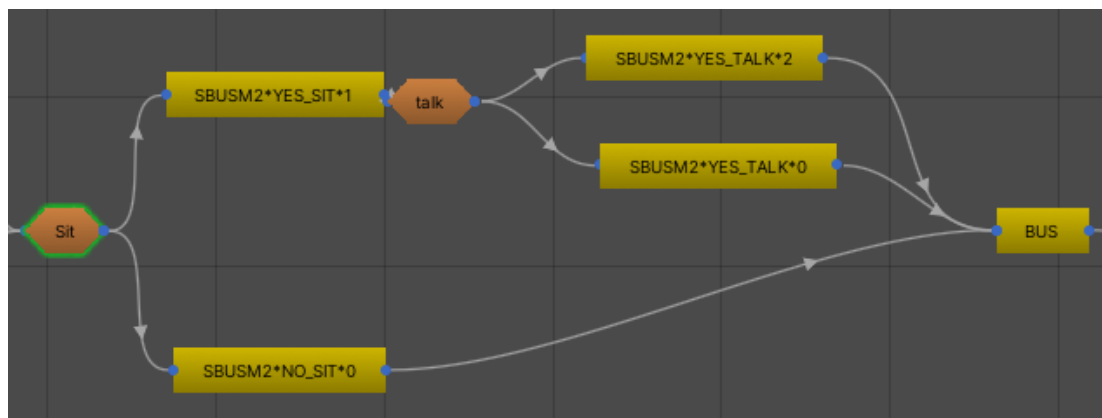 SBUSM2*YES_TALK*2
SBUSM2*YES_SIT*1
talk
SBUSM2*YES_TALK*0
Sit
BUS
SBUSM2*NO_SIT*0